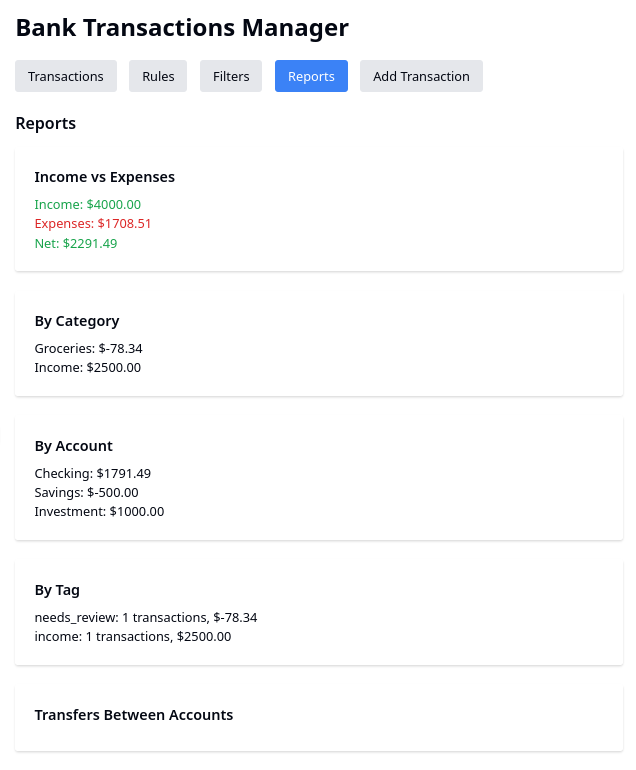 Bank Transactions Manager
Transactions Rules Filters Reports Add Transaction
Reports
Income vs Expenses
Income: $4000.00
Expenses: $1708.51
Net: $2291.49
By Category
Groceries: $-78.34
Income: $2500.00
By Account
Checking: $1791.49
Savings: $-500.00
Investment: $1000.00
By Tag
needs_review: 1 transactions, $-78.34
income: 1 transactions, $2500.00
Transfers Between Accounts